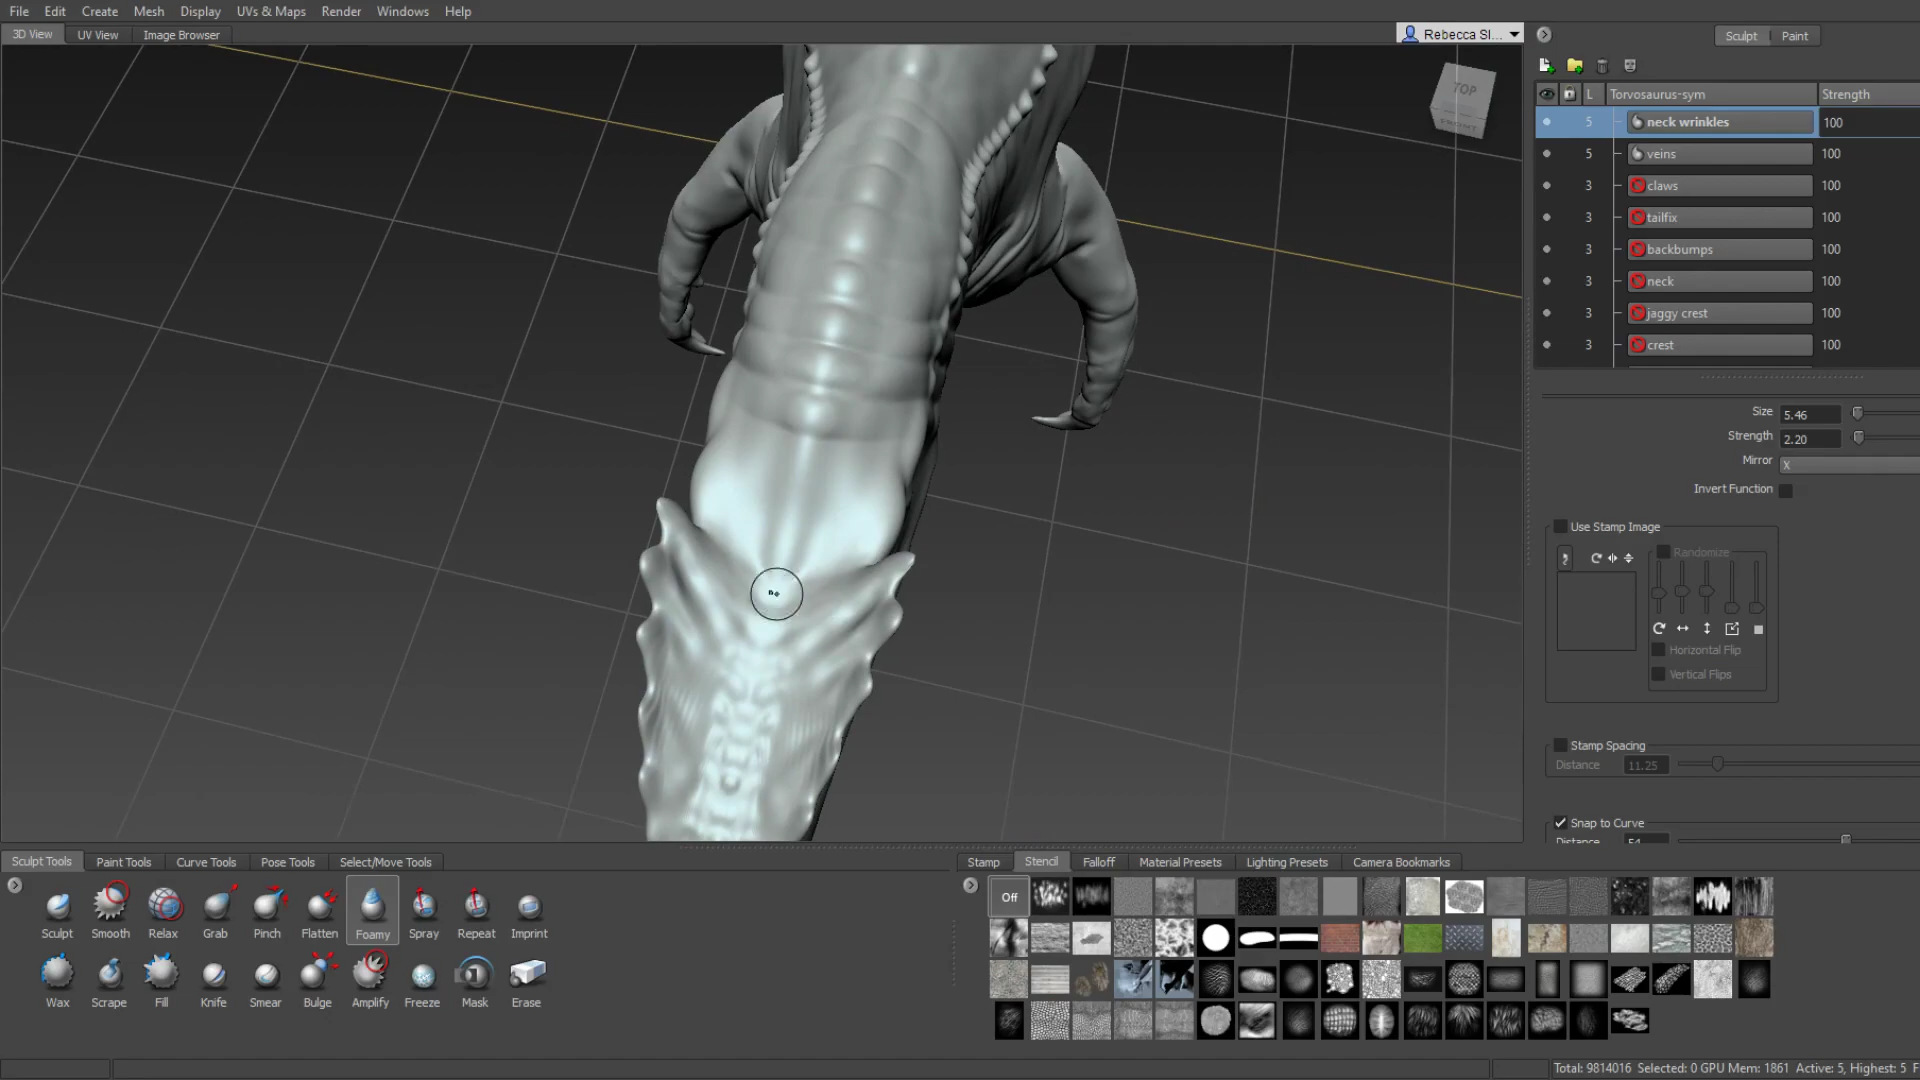 File Edit Create Mesh Display UVs & Maps Render Windows Help
3D View UV View Image Browser
Rebecca Sl...
Sculpt Paint
TOP
FRONT
L Torvosaurus-sym Strength
5 neck wrinkles 100
5 veins 100
3 claws 100
3 tailfix 100
3 backbumps 100
3 neck 100
3 jaggy crest 100
3 crest 100
Size 5.46
Strength 2.20
Mirror X
Invert Function
Use Stamp Image
Randomize
Horizontal Flip
Vertical Flips
Stamp Spacing
Distance 11.25
Snap to Curve
Distance 54
Sculpt Tools Paint Tools Curve Tools Pose Tools Select/Move Tools
Stamp Stencil Falloff Material Presets Lighting Presets Camera Bookmarks
Off
Sculpt Smooth Relax Grab Pinch Flatten Foamy Spray Repeat Imprint
Wax Scrape Fill Knife Smear Bulge Amplify Freeze Mask Erase
Total: 9814016 Selected: 0 GPU Mem: 1861 Active: 5, Highest: 5 F